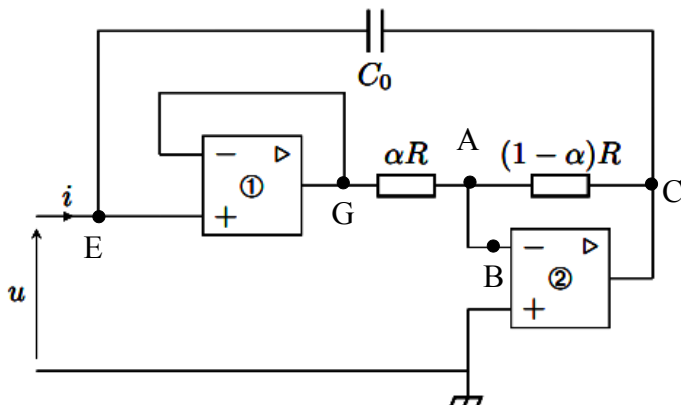 C₀
αR
A
(1 − α)R
− ▷
①
+
i
E
G
C
B
− ▷
②
+
u